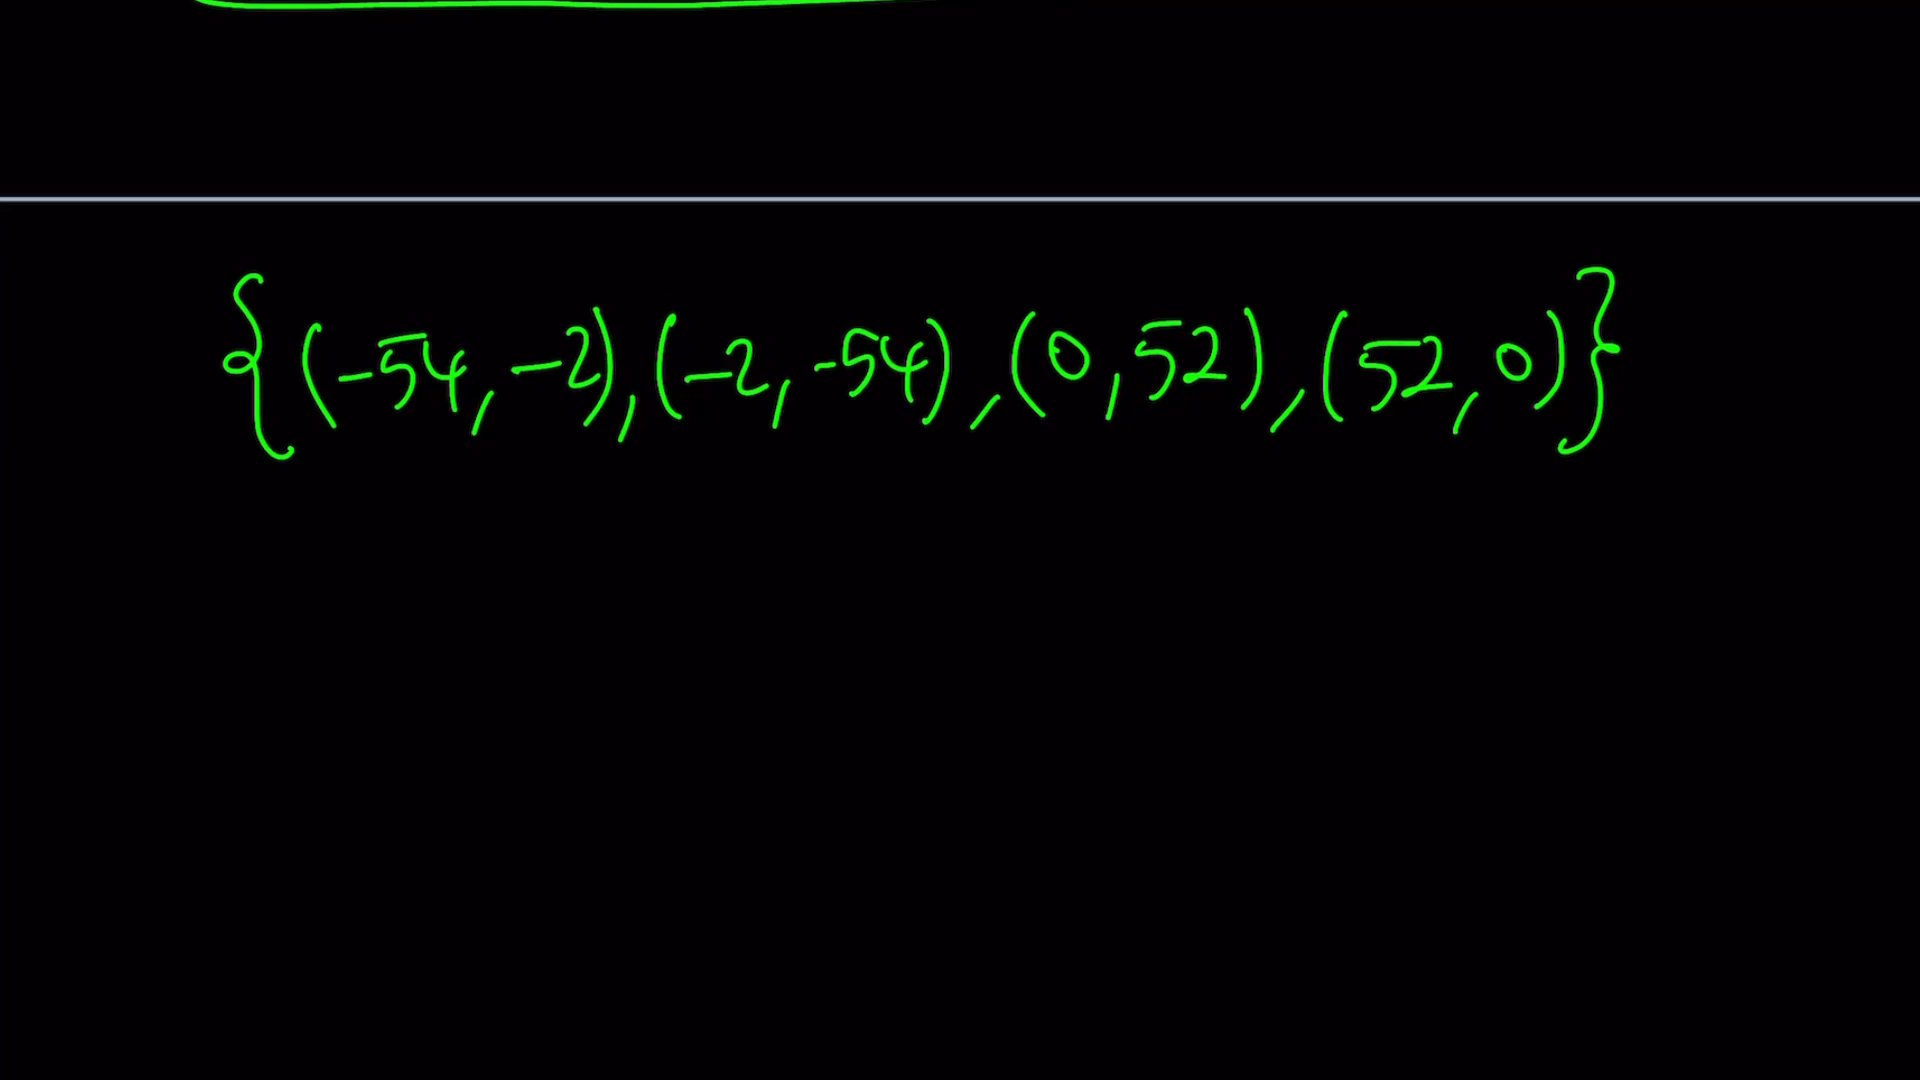 {(-54, -2), (-2, -54), (0, 52), (52, 0)}